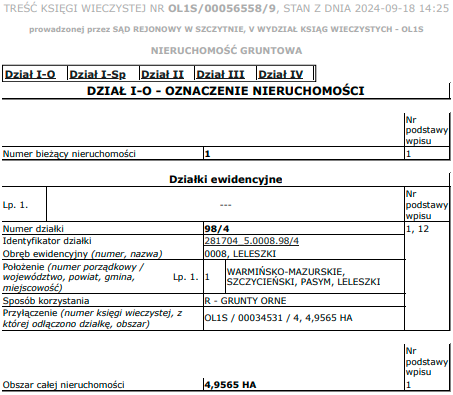 TREŚĆ KSIĘGI WIECZYSTEJ NR OL1S/00056558/9, STAN Z DNIA 2024-09-18 14:25
prowadzonej przez SĄD REJONOWY W SZCZYTNIE, V WYDZIAŁ KSIĄG WIECZYSTYCH - OL1S
NIERUCHOMOŚĆ GRUNTOWA
Dział I-O Dział I-Sp Dział II Dział III Dział IV
DZIAŁ I-O - OZNACZENIE NIERUCHOMOŚCI
Nr
podstawy
wpisu
Numer bieżący nieruchomości 1 1
Działki ewidencyjne
Lp. 1. ---
Nr
podstawy
wpisu
Numer działki 98/4 1, 12
Identyfikator działki 281704_5.0008.98/4
Obręb ewidencyjny (numer, nazwa) 0008, LELESZKI
Położenie (numer porządkowy /
województwo, powiat, gmina,
miejscowość)
Lp. 1. 1
WARMIŃSKO-MAZURSKIE,
SZCZYCIEŃSKI, PASYM, LELESZKI
Sposób korzystania R - GRUNTY ORNE
Przyłączenie (numer księgi wieczystej, z
której odłączono działkę, obszar)
OL1S / 00034531 / 4, 4,9565 HA
Nr
podstawy
wpisu
Obszar całej nieruchomości 4,9565 HA 1